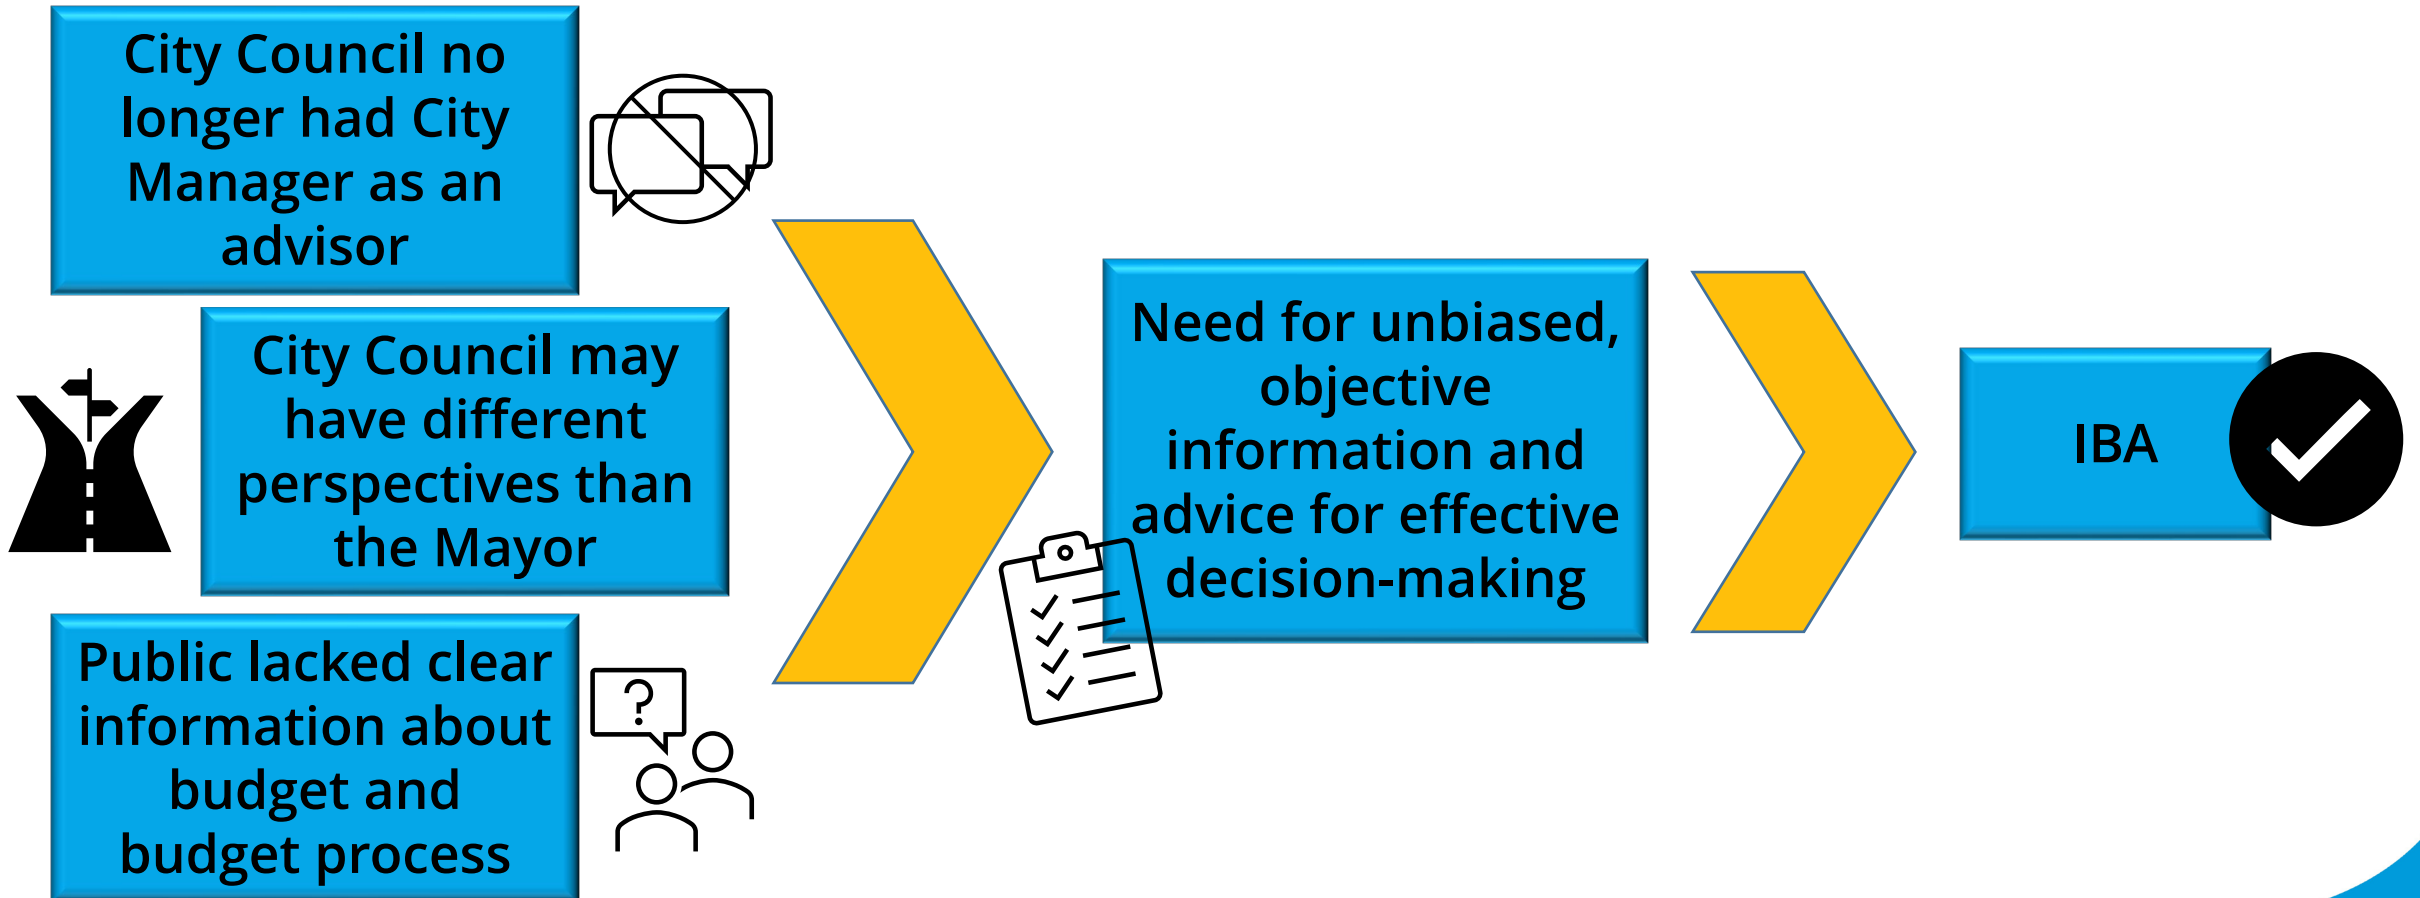 City Council no
longer had City
Manager as an
advisor
City Council may
have different
perspectives than
the Mayor
Public lacked clear
information about
budget and
budget process
?
Need for unbiased,
objective
information and
advice for effective
decision-making
IBA